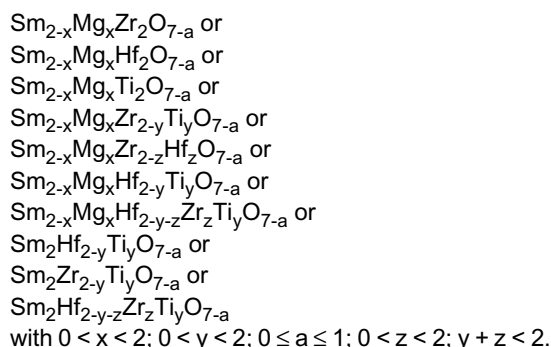 Sm₂₋ₓMgₓZr₂O₇₋ₐ or
Sm₂₋ₓMgₓHf₂O₇₋ₐ or
Sm₂₋ₓMgₓTi₂O₇₋ₐ or
Sm₂₋ₓMgₓZr₂₋yTiyO₇₋ₐ or
Sm₂₋ₓMgₓZr₂₋zHfzO₇₋ₐ or
Sm₂₋ₓMgₓHf₂₋yTiyO₇₋ₐ or
Sm₂₋ₓMgₓHf₂₋y₋zZrzTiyO₇₋ₐ or
Sm₂Hf₂₋yTiyO₇₋ₐ or
Sm₂Zr₂₋yTiyO₇₋ₐ or
Sm₂Hf₂₋y₋zZrzTiyO₇₋ₐ
with 0 < x < 2; 0 < y < 2; 0 ≤ a ≤ 1; 0 < z < 2; y + z < 2.